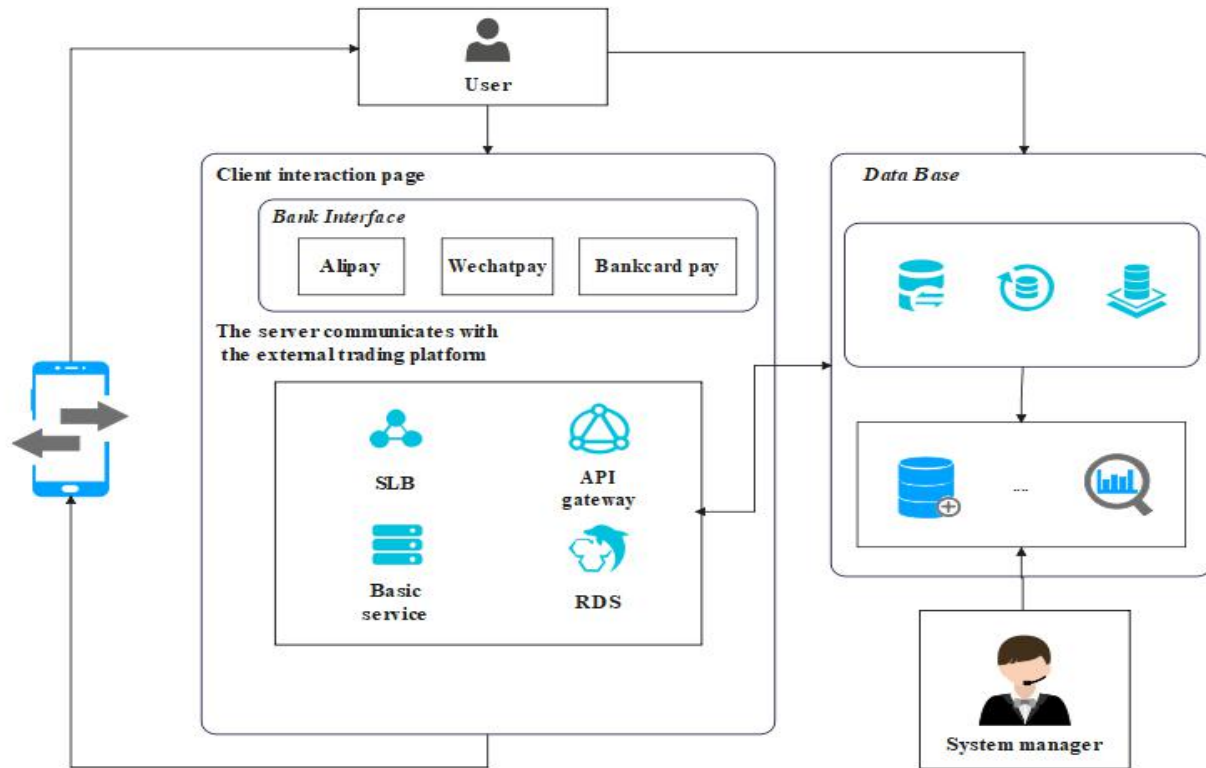 User
Client interaction page
Bank Interface
Alipay
Wechatpay
Bankcard pay
The server communicates with
the external trading platform
SLB
API
gateway
Basic
service
RDS
Data Base
....
System manager